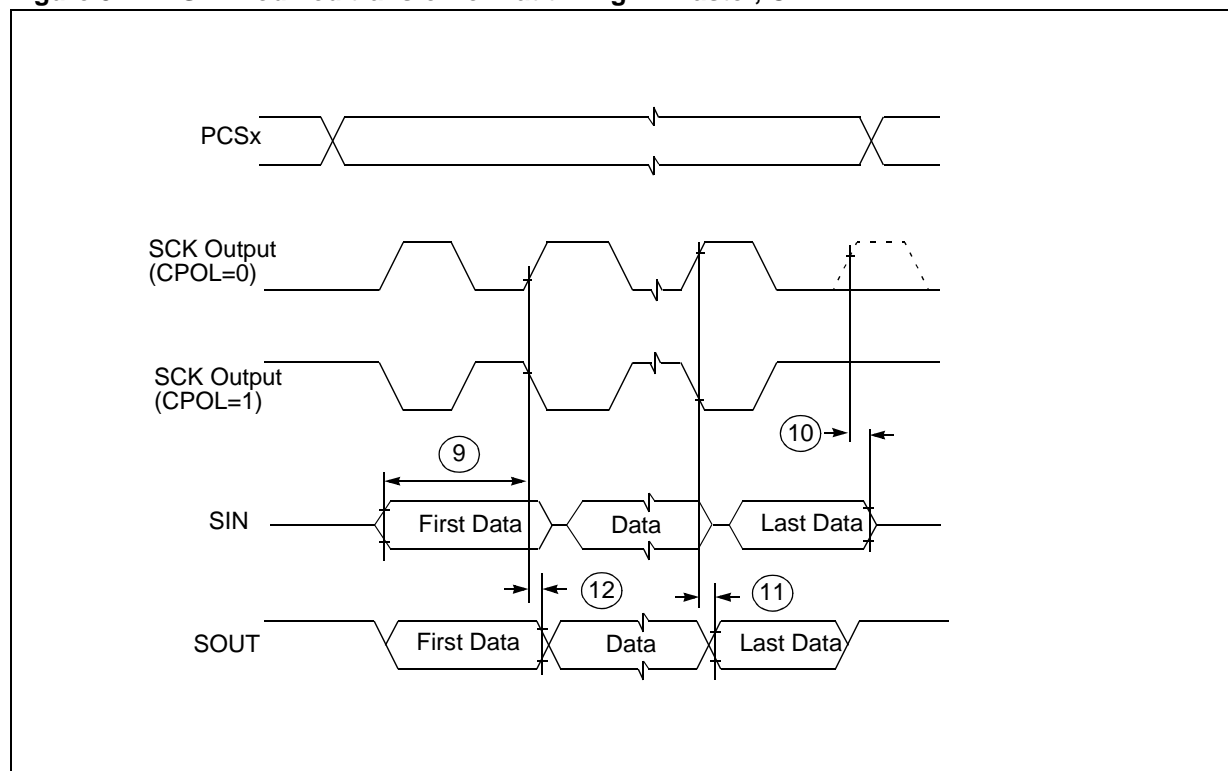 PCSx
SCK Output
(CPOL=0)
SCK Output
(CPOL=1)
10
9
SIN
First Data
Data
Last Data
12
11
SOUT
First Data
Data
Last Data